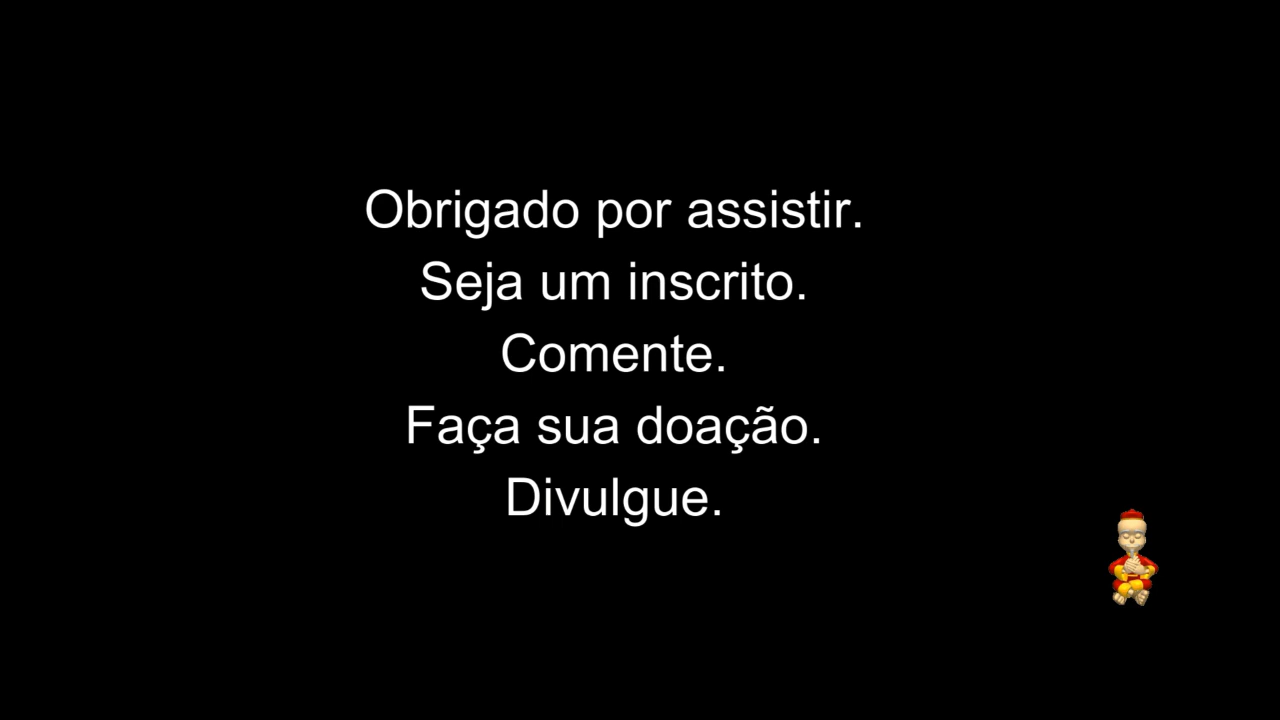 Obrigado por assistir.
Seja um inscrito.
Comente.
Faça sua doação.
Divulgue.